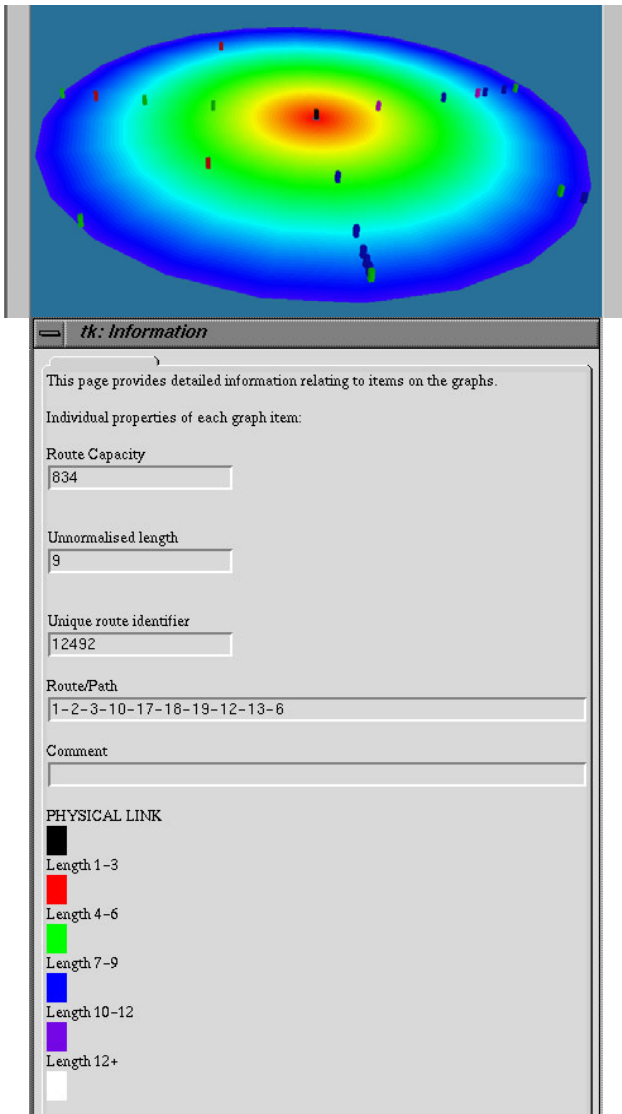 tk: Information
This page provides detailed information relating to items on the graphs.
Individual properties of each graph item:
Route Capacity
834
Unnormalised length
9
Unique route identifier
12492
Route/Path
1-2-3-10-17-18-19-12-13-6
Comment
PHYSICAL LINK
Length 1-3
Length 4-6
Length 7-9
Length 10-12
Length 12+